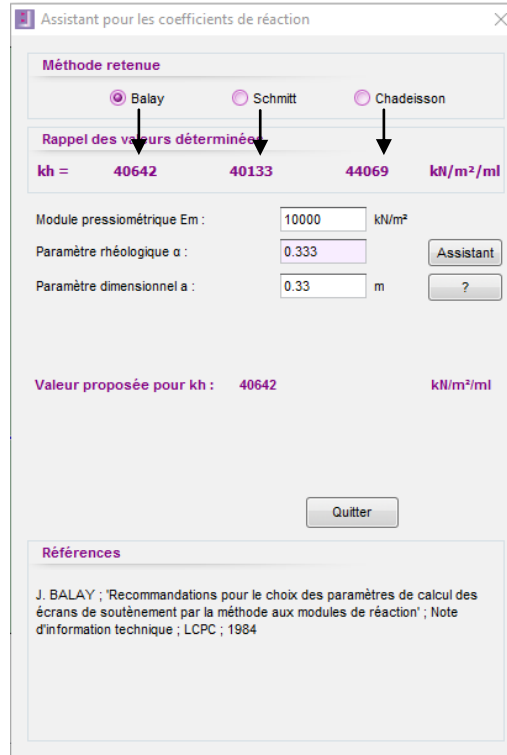 Assistant pour les coefficients de réaction
Méthode retenue
Balay Schmitt Chadeisson
Rappel des valeurs déterminées
kh = 40642 40133 44069 kN/m²/ml
Module pressiométrique Em : 10000 kN/m²
Paramètre rhéologique α : 0.333 Assistant
Paramètre dimensionnel a : 0.33 m ?
Valeur proposée pour kh : 40642 kN/m²/ml
Quitter
Références
J. BALAY ; 'Recommandations pour le choix des paramètres de calcul des
écrans de soutènement par la méthode aux modules de réaction' ; Note
d'information technique ; LCPC ; 1984